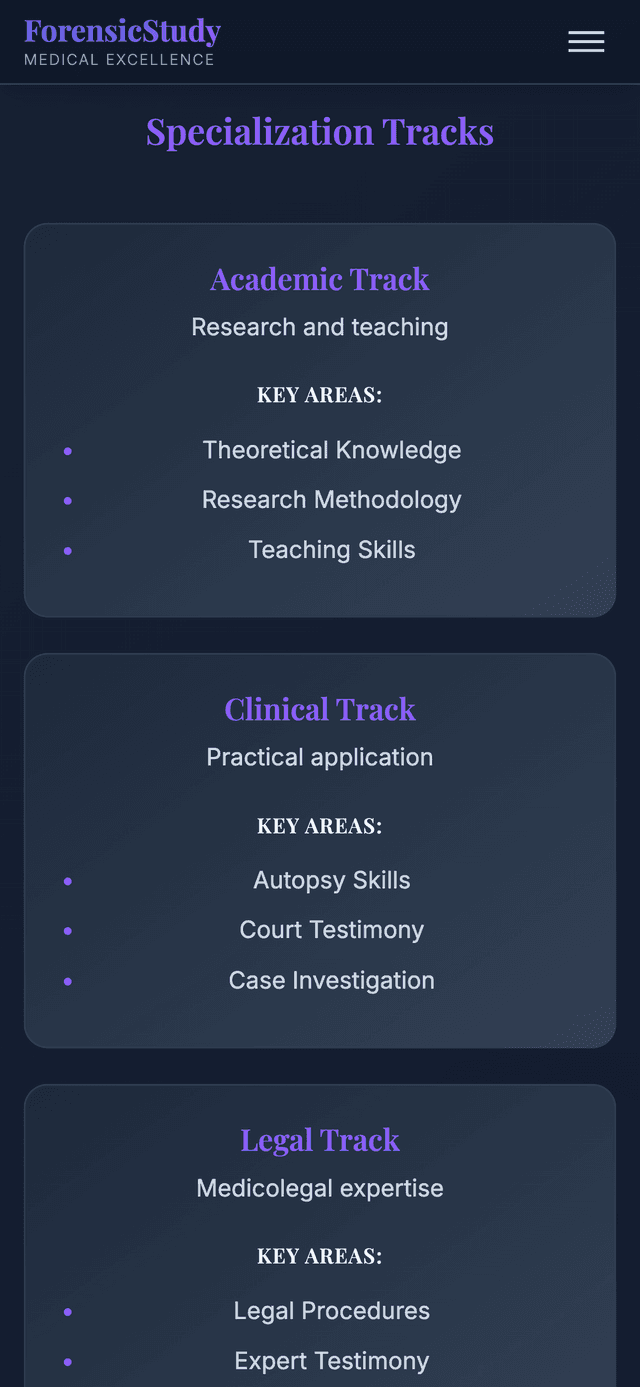 ForensicStudy
MEDICAL EXCELLENCE
Specialization Tracks
Academic Track
Research and teaching
KEY AREAS:
• Theoretical Knowledge
• Research Methodology
• Teaching Skills
Clinical Track
Practical application
KEY AREAS:
• Autopsy Skills
• Court Testimony
• Case Investigation
Legal Track
Medicolegal expertise
KEY AREAS:
• Legal Procedures
• Expert Testimony